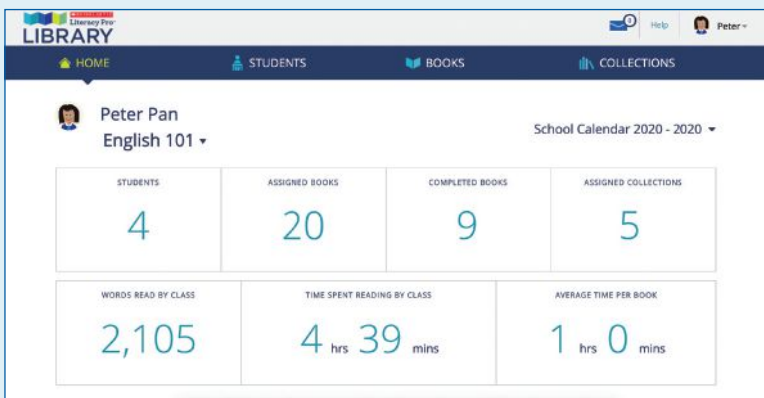 SCHOLASTIC
Literacy Pro
LIBRARY
0 Help Peter
HOME STUDENTS BOOKS COLLECTIONS
Peter Pan
English 101
School Calendar 2020 - 2020
STUDENTS ASSIGNED BOOKS COMPLETED BOOKS ASSIGNED COLLECTIONS
4 20 9 5
WORDS READ BY CLASS TIME SPENT READING BY CLASS AVERAGE TIME PER BOOK
2,105 4 hrs 39 mins 1 hrs 0 mins